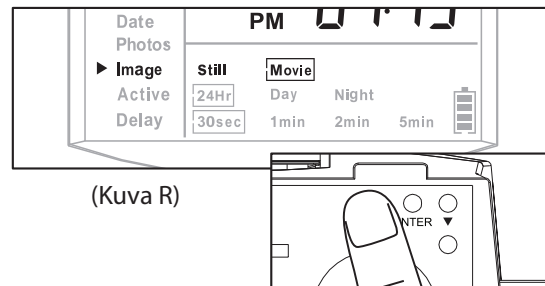 Date
PM
Photos
▶ Image Still Movie
Active 24Hr Day Night
Delay 30sec 1min 2min 5min
(Kuva R)
NTER ▼